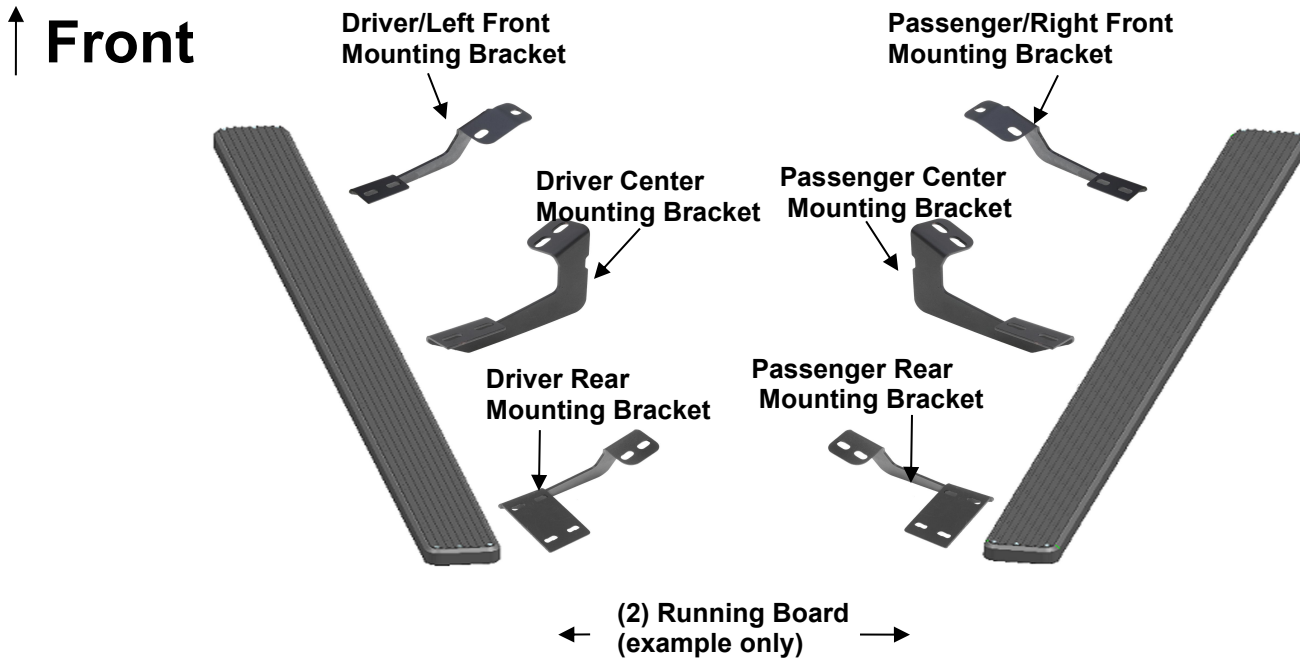 Front
Driver/Left Front
Mounting Bracket
Passenger/Right Front
Mounting Bracket
Driver Center
Mounting Bracket
Passenger Center
Mounting Bracket
Driver Rear
Mounting Bracket
Passenger Rear
Mounting Bracket
(2) Running Board
(example only)